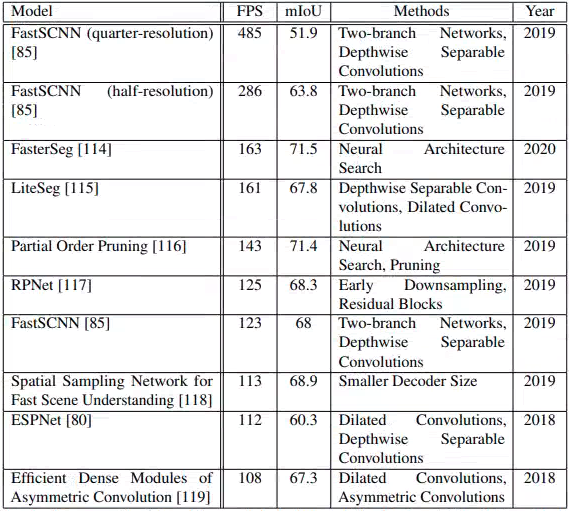 Model FPS mIoU Methods Year
FastSCNN (quarter-resolution) 485 51.9 Two-branch Networks, 2019
[85] Depthwise Separable
Convolutions
FastSCNN (half-resolution) 286 63.8 Two-branch Networks, 2019
[85] Depthwise Separable
Convolutions
FasterSeg [114] 163 71.5 Neural Architecture 2020
Search
LiteSeg [115] 161 67.8 Depthwise Separable Con- 2019
volutions, Dilated Convo-
lutions
Partial Order Pruning [116] 143 71.4 Neural Architecture 2019
Search, Pruning
RPNet [117] 125 68.3 Early Downsampling, 2019
Residual Blocks
FastSCNN [85] 123 68 Two-branch Networks, 2019
Depthwise Separable
Convolutions
Spatial Sampling Network for 113 68.9 Smaller Decoder Size 2019
Fast Scene Understanding [118]
ESPNet [80] 112 60.3 Dilated Convolutions, 2018
Depthwise Separable
Convolutions
Efficient Dense Modules of 108 67.3 Dilated Convolutions, 2018
Asymmetric Convolution [119] Asymmetric Convolutions